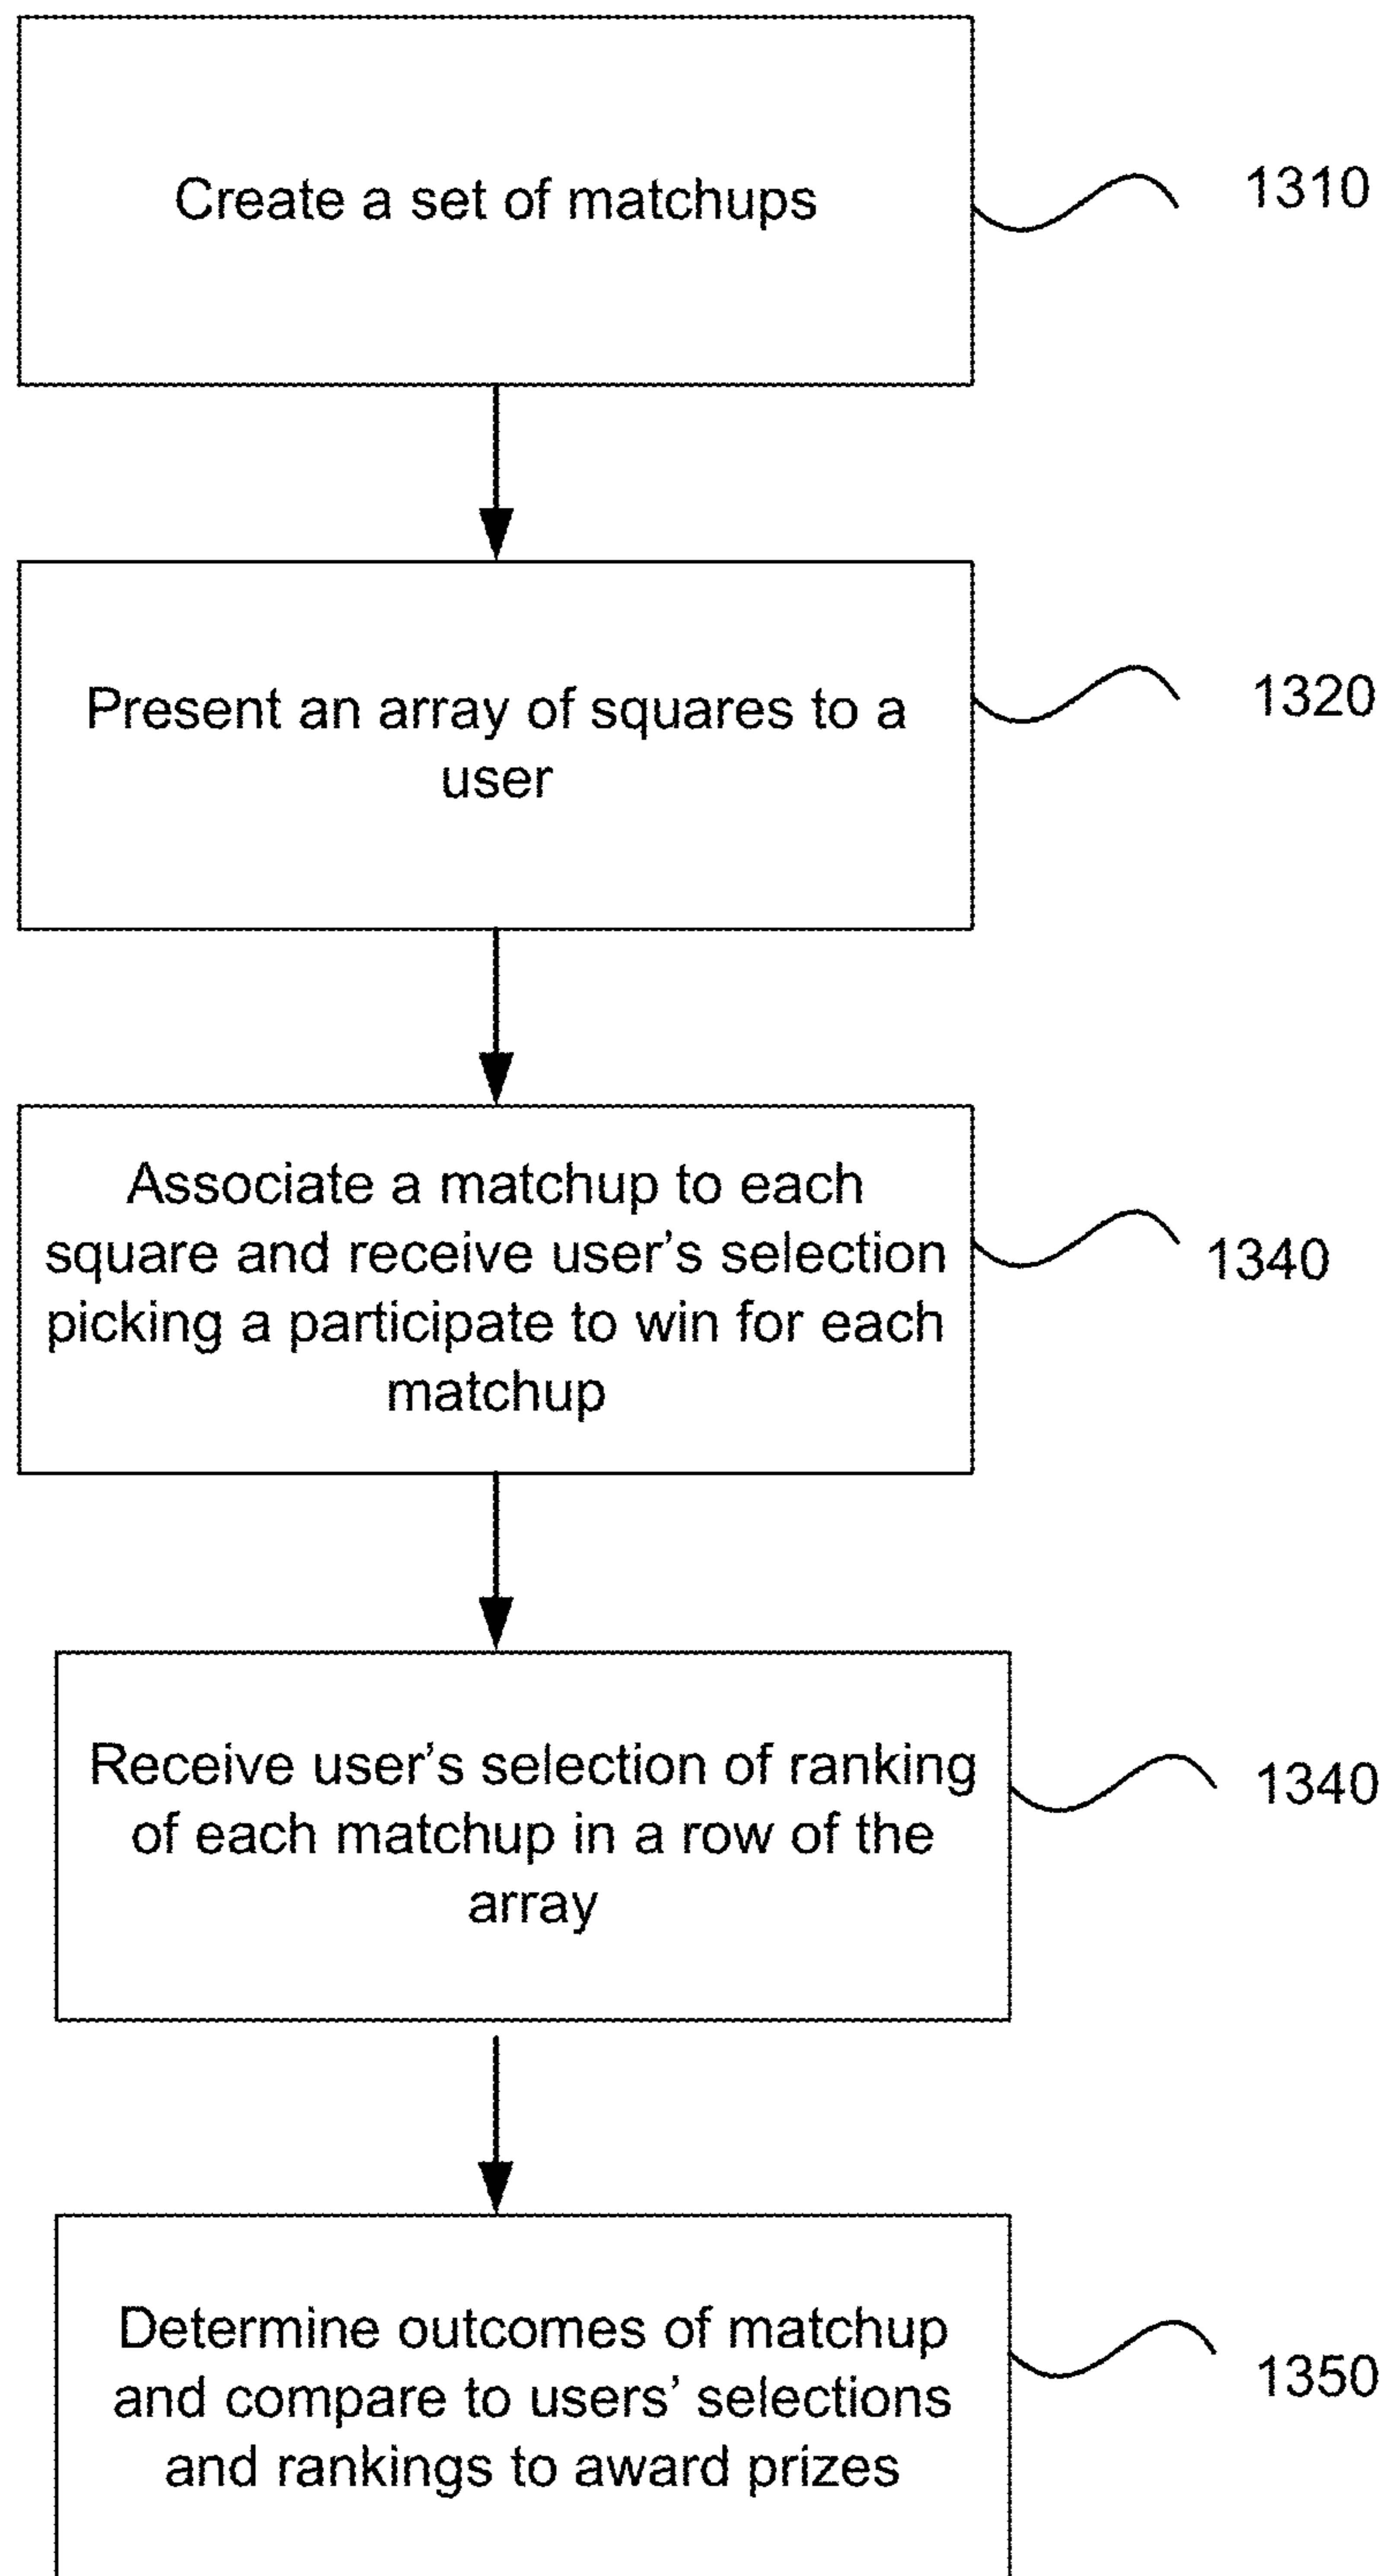 Create a set of matchups
1310
Present an array of squares to a
user
1320
Associate a matchup to each
square and receive user's selection
picking a participate to win for each
matchup
1340
Receive user's selection of ranking
of each matchup in a row of the
array
1340
Determine outcomes of matchup
and compare to users' selections
and rankings to award prizes
1350